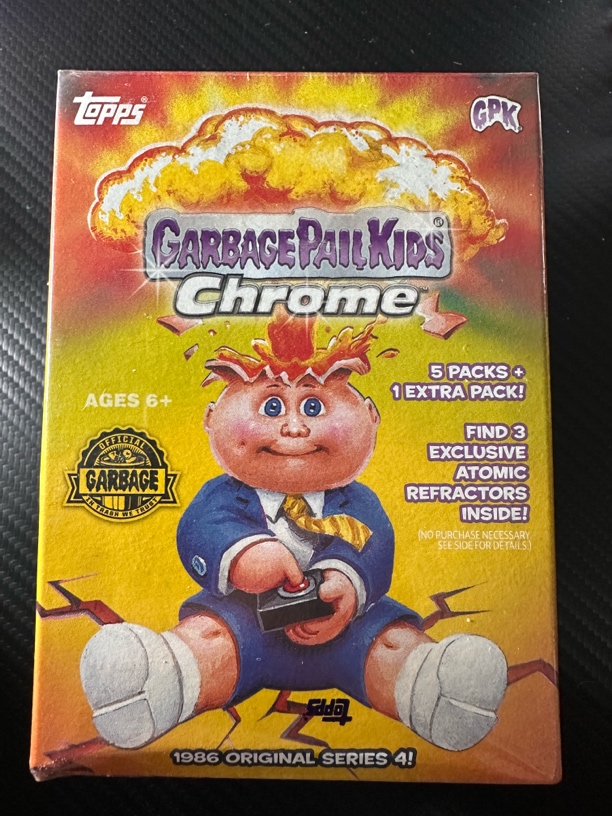 Topps®
GPK
GARBAGE PAIL KIDS®
Chrome™
5 PACKS +
1 EXTRA PACK!
AGES 6+
FIND 3
EXCLUSIVE
ATOMIC
REFRACTORS
INSIDE!
(NO PURCHASE NECESSARY
SEE SIDE FOR DETAILS.)
OFFICIAL
GARBAGE
IN TRASH WE TRUST
Topps
1986 ORIGINAL SERIES 4!